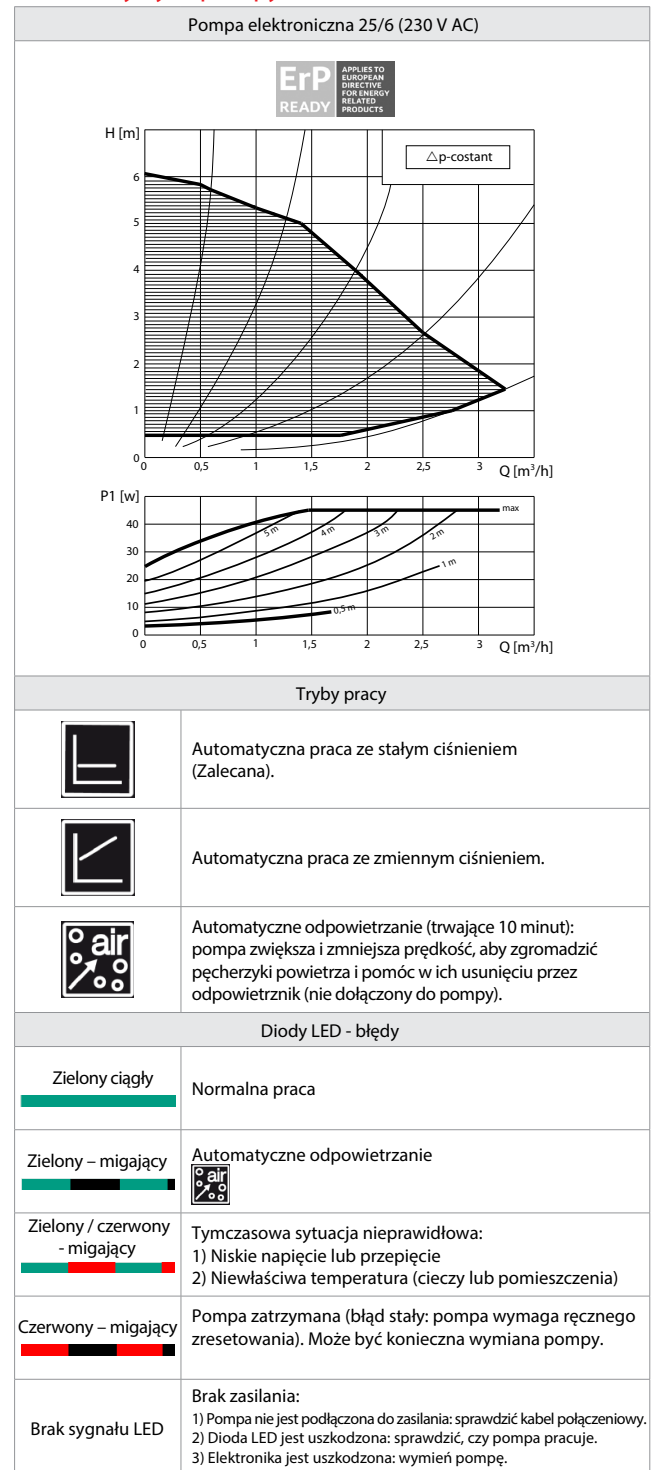 Pompa elektroniczna 25/6 (230 V AC)
ErP
READY
APPLIES TO
EUROPEAN
DIRECTIVE
FOR ENERGY
RELATED
PRODUCTS
H [m]
△p-costant
6
5
4
3
2
1
0
0 0,5 1 1,5 2 2,5 3 Q [m³/h]
P1 [w]
max
40
30
20
10
0
5 m 4 m 3 m 2 m
1 m
0,5 m
0 0,5 1 1,5 2 2,5 3 Q [m³/h]
Tryby pracy
Automatyczna praca ze stałym ciśnieniem
(Zalecana).
Automatyczna praca ze zmiennym ciśnieniem.
air
Automatyczne odpowietrzanie (trwające 10 minut):
pompa zwiększa i zmniejsza prędkość, aby zgromadzić
pęcherzyki powietrza i pomóc w ich usunięciu przez
odpowietrznik (nie dołączony do pompy).
Diody LED - błędy
Zielony ciągły
Normalna praca
Zielony – migający
Automatyczne odpowietrzanie
air
Zielony / czerwony
- migający
Tymczasowa sytuacja nieprawidłowa:
1) Niskie napięcie lub przepięcie
2) Niewłaściwa temperatura (cieczy lub pomieszczenia)
Czerwony – migający
Pompa zatrzymana (błąd stały: pompa wymaga ręcznego
zresetowania). Może być konieczna wymiana pompy.
Brak sygnału LED
Brak zasilania:
1) Pompa nie jest podłączona do zasilania: sprawdzić kabel połączeniowy.
2) Dioda LED jest uszkodzona: sprawdzić, czy pompa pracuje.
3) Elektronika jest uszkodzona: wymień pompę.